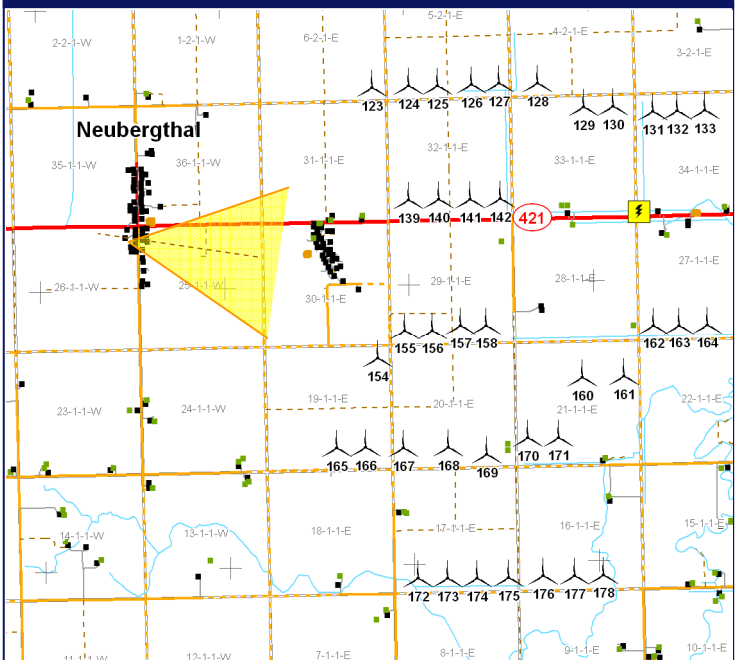 5-2-1-E
4-2-1-E
2-2-1-W 1-2-1-W 6-2-1-E
3-2-1-E
123 124 125 126 127 128
129 130 131 132 133
Neubergthal
32-1-1-E
35-1-1-W 36-1-1-W 31-1-1-E 33-1-1-E
34-1-1-E
139 140 141 142 421
27-1-1-E
29-1-1-E 28-1-1-E
26-1-1-W 25-1-1-W
30-1-1-E
155 156 157 158 162 163 164
154
160 161
19-1-1-E 20-1-1-E 21-1-1-E 22-1-1-E
23-1-1-W 24-1-1-W
165 166 167 168 169 170 171
18-1-1-E 17-1-1-E 16-1-1-E 15-1-1-E
14-1-1-W 13-1-1-W
172 173 174 175 176 177 178
11-1-1-W 12-1-1-W 7-1-1-E 8-1-1-E 9-1-1-E 10-1-1-E